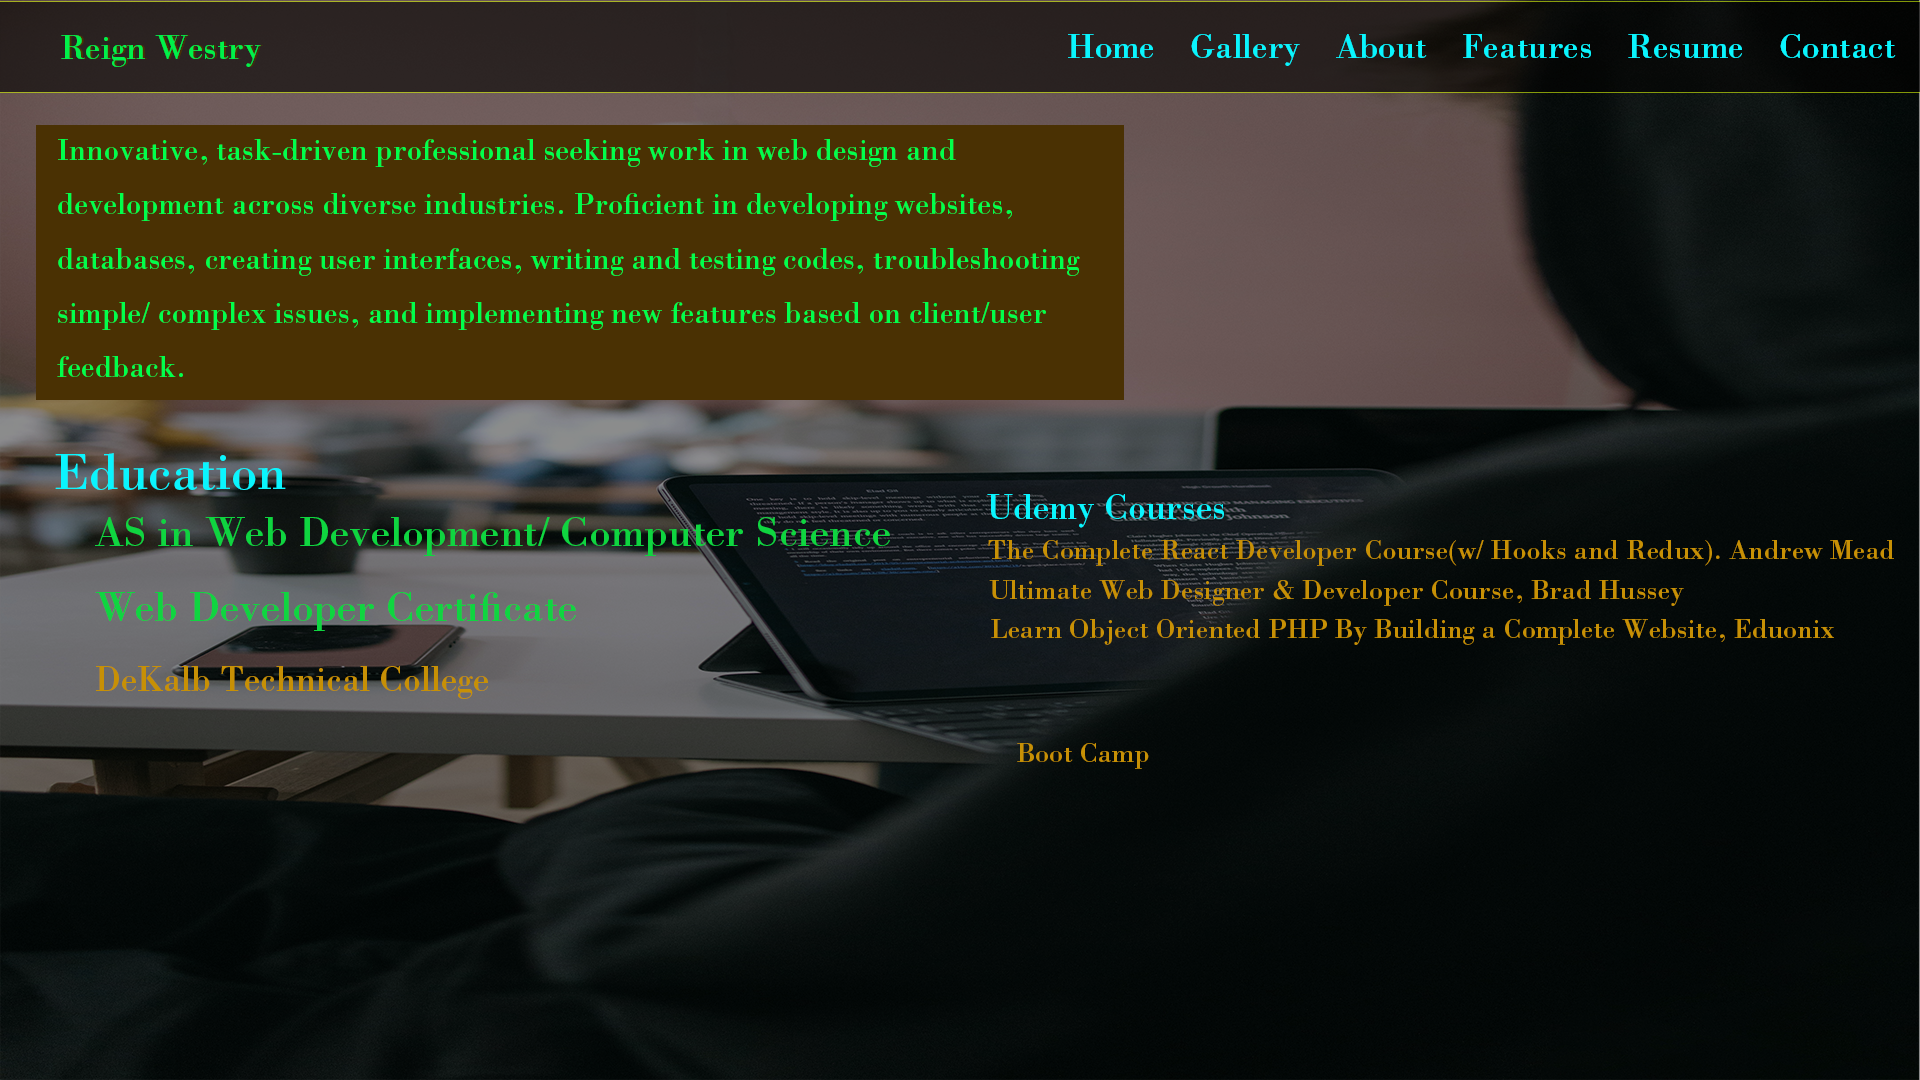 Reign Westry
Home Gallery About Features Resume Contact
Innovative, task-driven professional seeking work in web design and
development across diverse industries. Proficient in developing websites,
databases, creating user interfaces, writing and testing codes, troubleshooting
simple/ complex issues, and implementing new features based on client/user
feedback.
Education
AS in Web Development/ Computer Science
Web Developer Certificate
DeKalb Technical College
Udemy Courses
The Complete React Developer Course(w/ Hooks and Redux). Andrew Mead
Ultimate Web Designer & Developer Course, Brad Hussey
Learn Object Oriented PHP By Building a Complete Website, Eduonix
Boot Camp